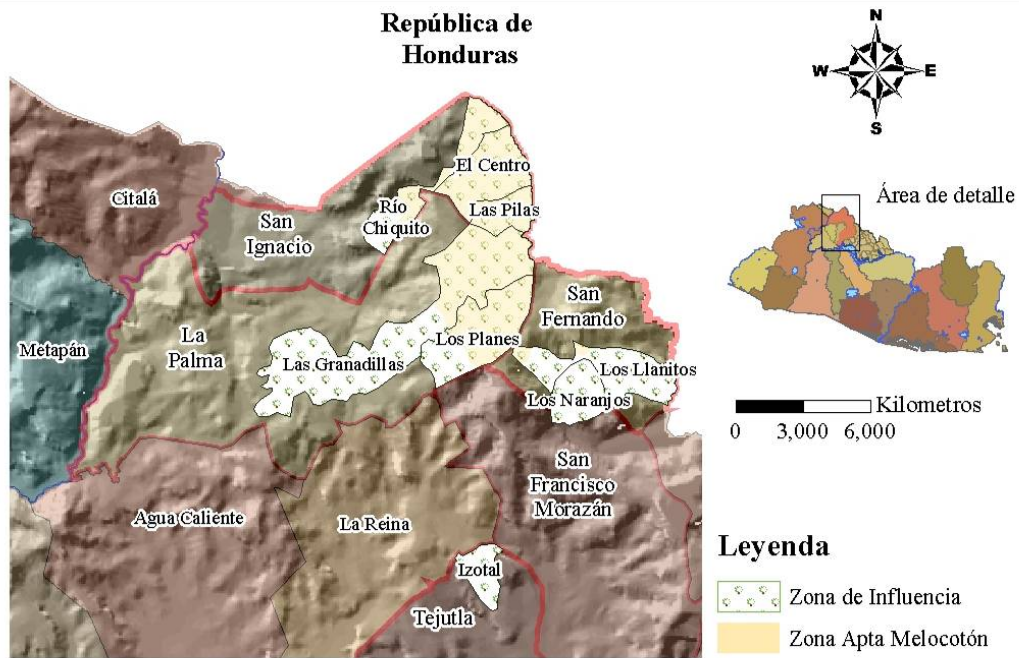 República de
Honduras
N
W
E
S
El Centro
Citalá
Río
Chiquito
Las Pilas
San
Ignacio
Área de detalle
San
Fernando
La
Palma
Metapán
Los Planes
Las Granadillas
Los Llanitos
Los Naranjos
Kilometros
0
3,000
6,000
San
Francisco
Morazán
Agua Caliente
La Reina
Leyenda
Izotal
Zona de Influencia
Tejutla
Zona Apta Melocotón